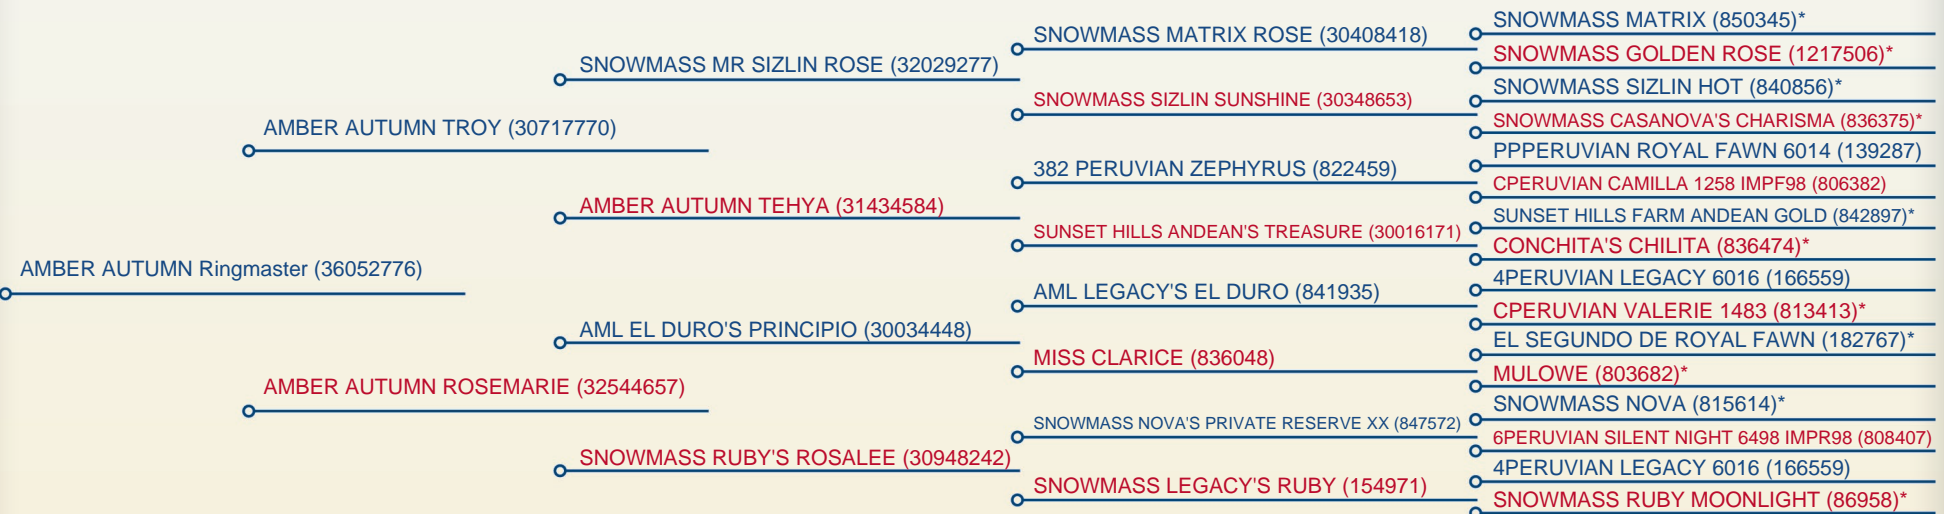 AMBER AUTUMN Ringmaster (36052776)
AMBER AUTUMN TROY (30717770)
AMBER AUTUMN ROSEMARIE (32544657)
SNOWMASS MR SIZLIN ROSE (32029277)
AMBER AUTUMN TEHYA (31434584)
AML EL DURO'S PRINCIPIO (30034448)
SNOWMASS RUBY'S ROSALEE (30948242)
SNOWMASS MATRIX ROSE (30408418)
SNOWMASS SIZLIN SUNSHINE (30348653)
382 PERUVIAN ZEPHYRUS (822459)
SUNSET HILLS ANDEAN'S TREASURE (30016171)
AML LEGACY'S EL DURO (841935)
MISS CLARICE (836048)
SNOWMASS NOVA'S PRIVATE RESERVE XX (847572)
SNOWMASS LEGACY'S RUBY (154971)
SNOWMASS MATRIX (850345)*
SNOWMASS GOLDEN ROSE (1217506)*
SNOWMASS SIZLIN HOT (840856)*
SNOWMASS CASANOVA'S CHARISMA (836375)*
PPPERUVIAN ROYAL FAWN 6014 (139287)
CPERUVIAN CAMILLA 1258 IMPF98 (806382)
SUNSET HILLS FARM ANDEAN GOLD (842897)*
CONCHITA'S CHILITA (836474)*
4PERUVIAN LEGACY 6016 (166559)
CPERUVIAN VALERIE 1483 (813413)*
EL SEGUNDO DE ROYAL FAWN (182767)*
MULOWE (803682)*
SNOWMASS NOVA (815614)*
6PERUVIAN SILENT NIGHT 6498 IMPR98 (808407)
4PERUVIAN LEGACY 6016 (166559)
SNOWMASS RUBY MOONLIGHT (86958)*